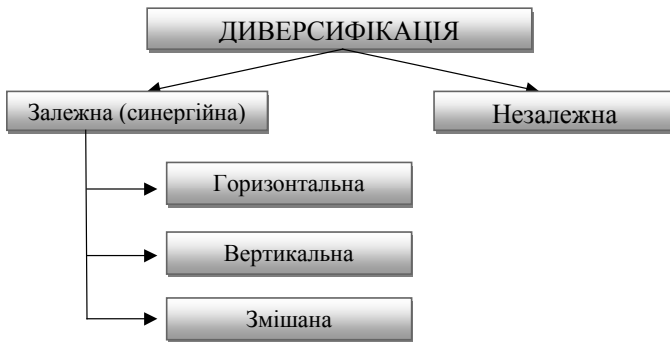 ДИВЕРСИФІКАЦІЯ
Залежна (синергійна)
Незалежна
Горизонтальна
Вертикальна
Змішана